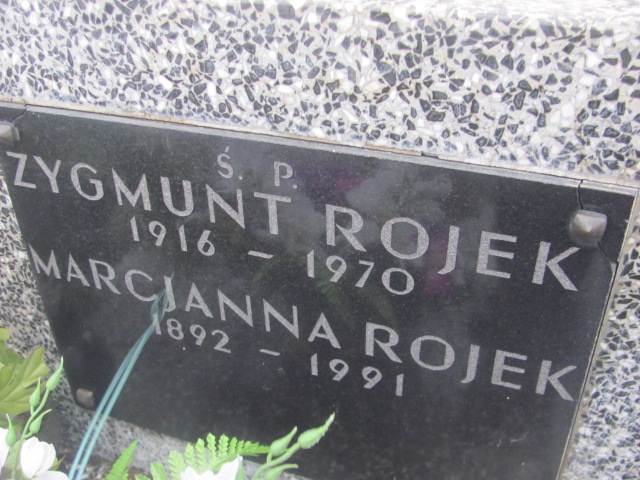 Ś. P.
ZYGMUNT ROJEK
1916 – 1970
MARCJANNA ROJEK
1892 – 1991